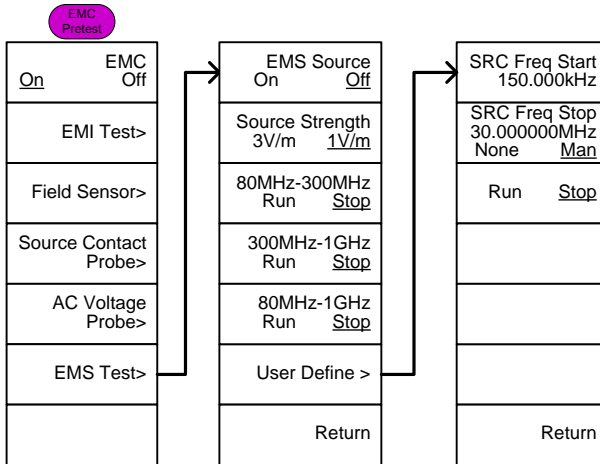 EMC
Pretest
EMC
On Off
EMI Test>
Field Sensor>
Source Contact
Probe>
AC Voltage
Probe>
EMS Test>
EMS Source
On Off
Source Strength
3V/m 1V/m
80MHz-300MHz
Run Stop
300MHz-1GHz
Run Stop
80MHz-1GHz
Run Stop
User Define >
Return
SRC Freq Start
150.000kHz
SRC Freq Stop
30.000000MHz
None Man
Run Stop
Return